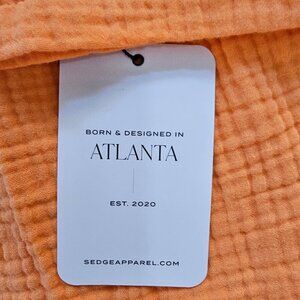 BORN & DESIGNED IN
ATLANTA
EST. 2020
SEDGEAPPAREL.COM